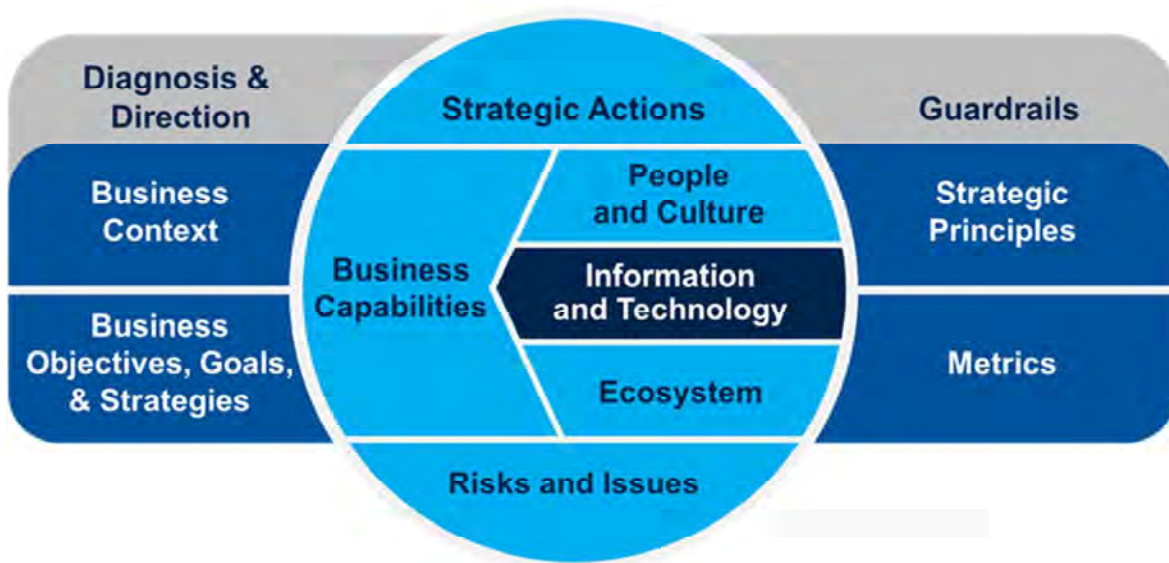 Diagnosis &
Direction
Business
Context
Business
Objectives, Goals,
& Strategies
Strategic Actions
Business
Capabilities
People
and Culture
Information
and Technology
Ecosystem
Risks and Issues
Guardrails
Strategic
Principles
Metrics